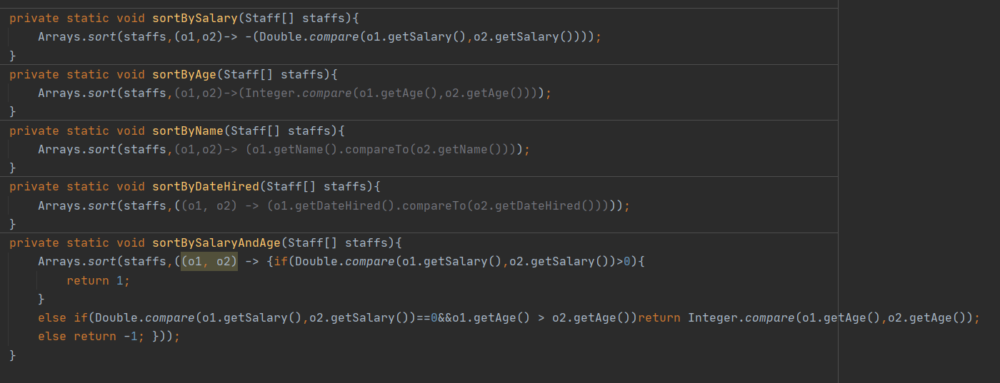 private static void sortBySalary(Staff[] staffs){
    Arrays.sort(staffs,(o1,o2)-> -(Double.compare(o1.getSalary(),o2.getSalary())));
}
private static void sortByAge(Staff[] staffs){
    Arrays.sort(staffs,(o1,o2)->(Integer.compare(o1.getAge(),o2.getAge())));
}
private static void sortByName(Staff[] staffs){
    Arrays.sort(staffs,(o1,o2)-> (o1.getName().compareTo(o2.getName())));
}
private static void sortByDateHired(Staff[] staffs){
    Arrays.sort(staffs,((o1, o2) -> (o1.getDateHired().compareTo(o2.getDateHired()))));
}
private static void sortBySalaryAndAge(Staff[] staffs){
    Arrays.sort(staffs,((o1, o2) -> {if(Double.compare(o1.getSalary(),o2.getSalary())>0){
        return 1;
    }
    else if(Double.compare(o1.getSalary(),o2.getSalary())==0&&o1.getAge() > o2.getAge())return Integer.compare(o1.getAge(),o2.getAge());
    else return -1; }));
}